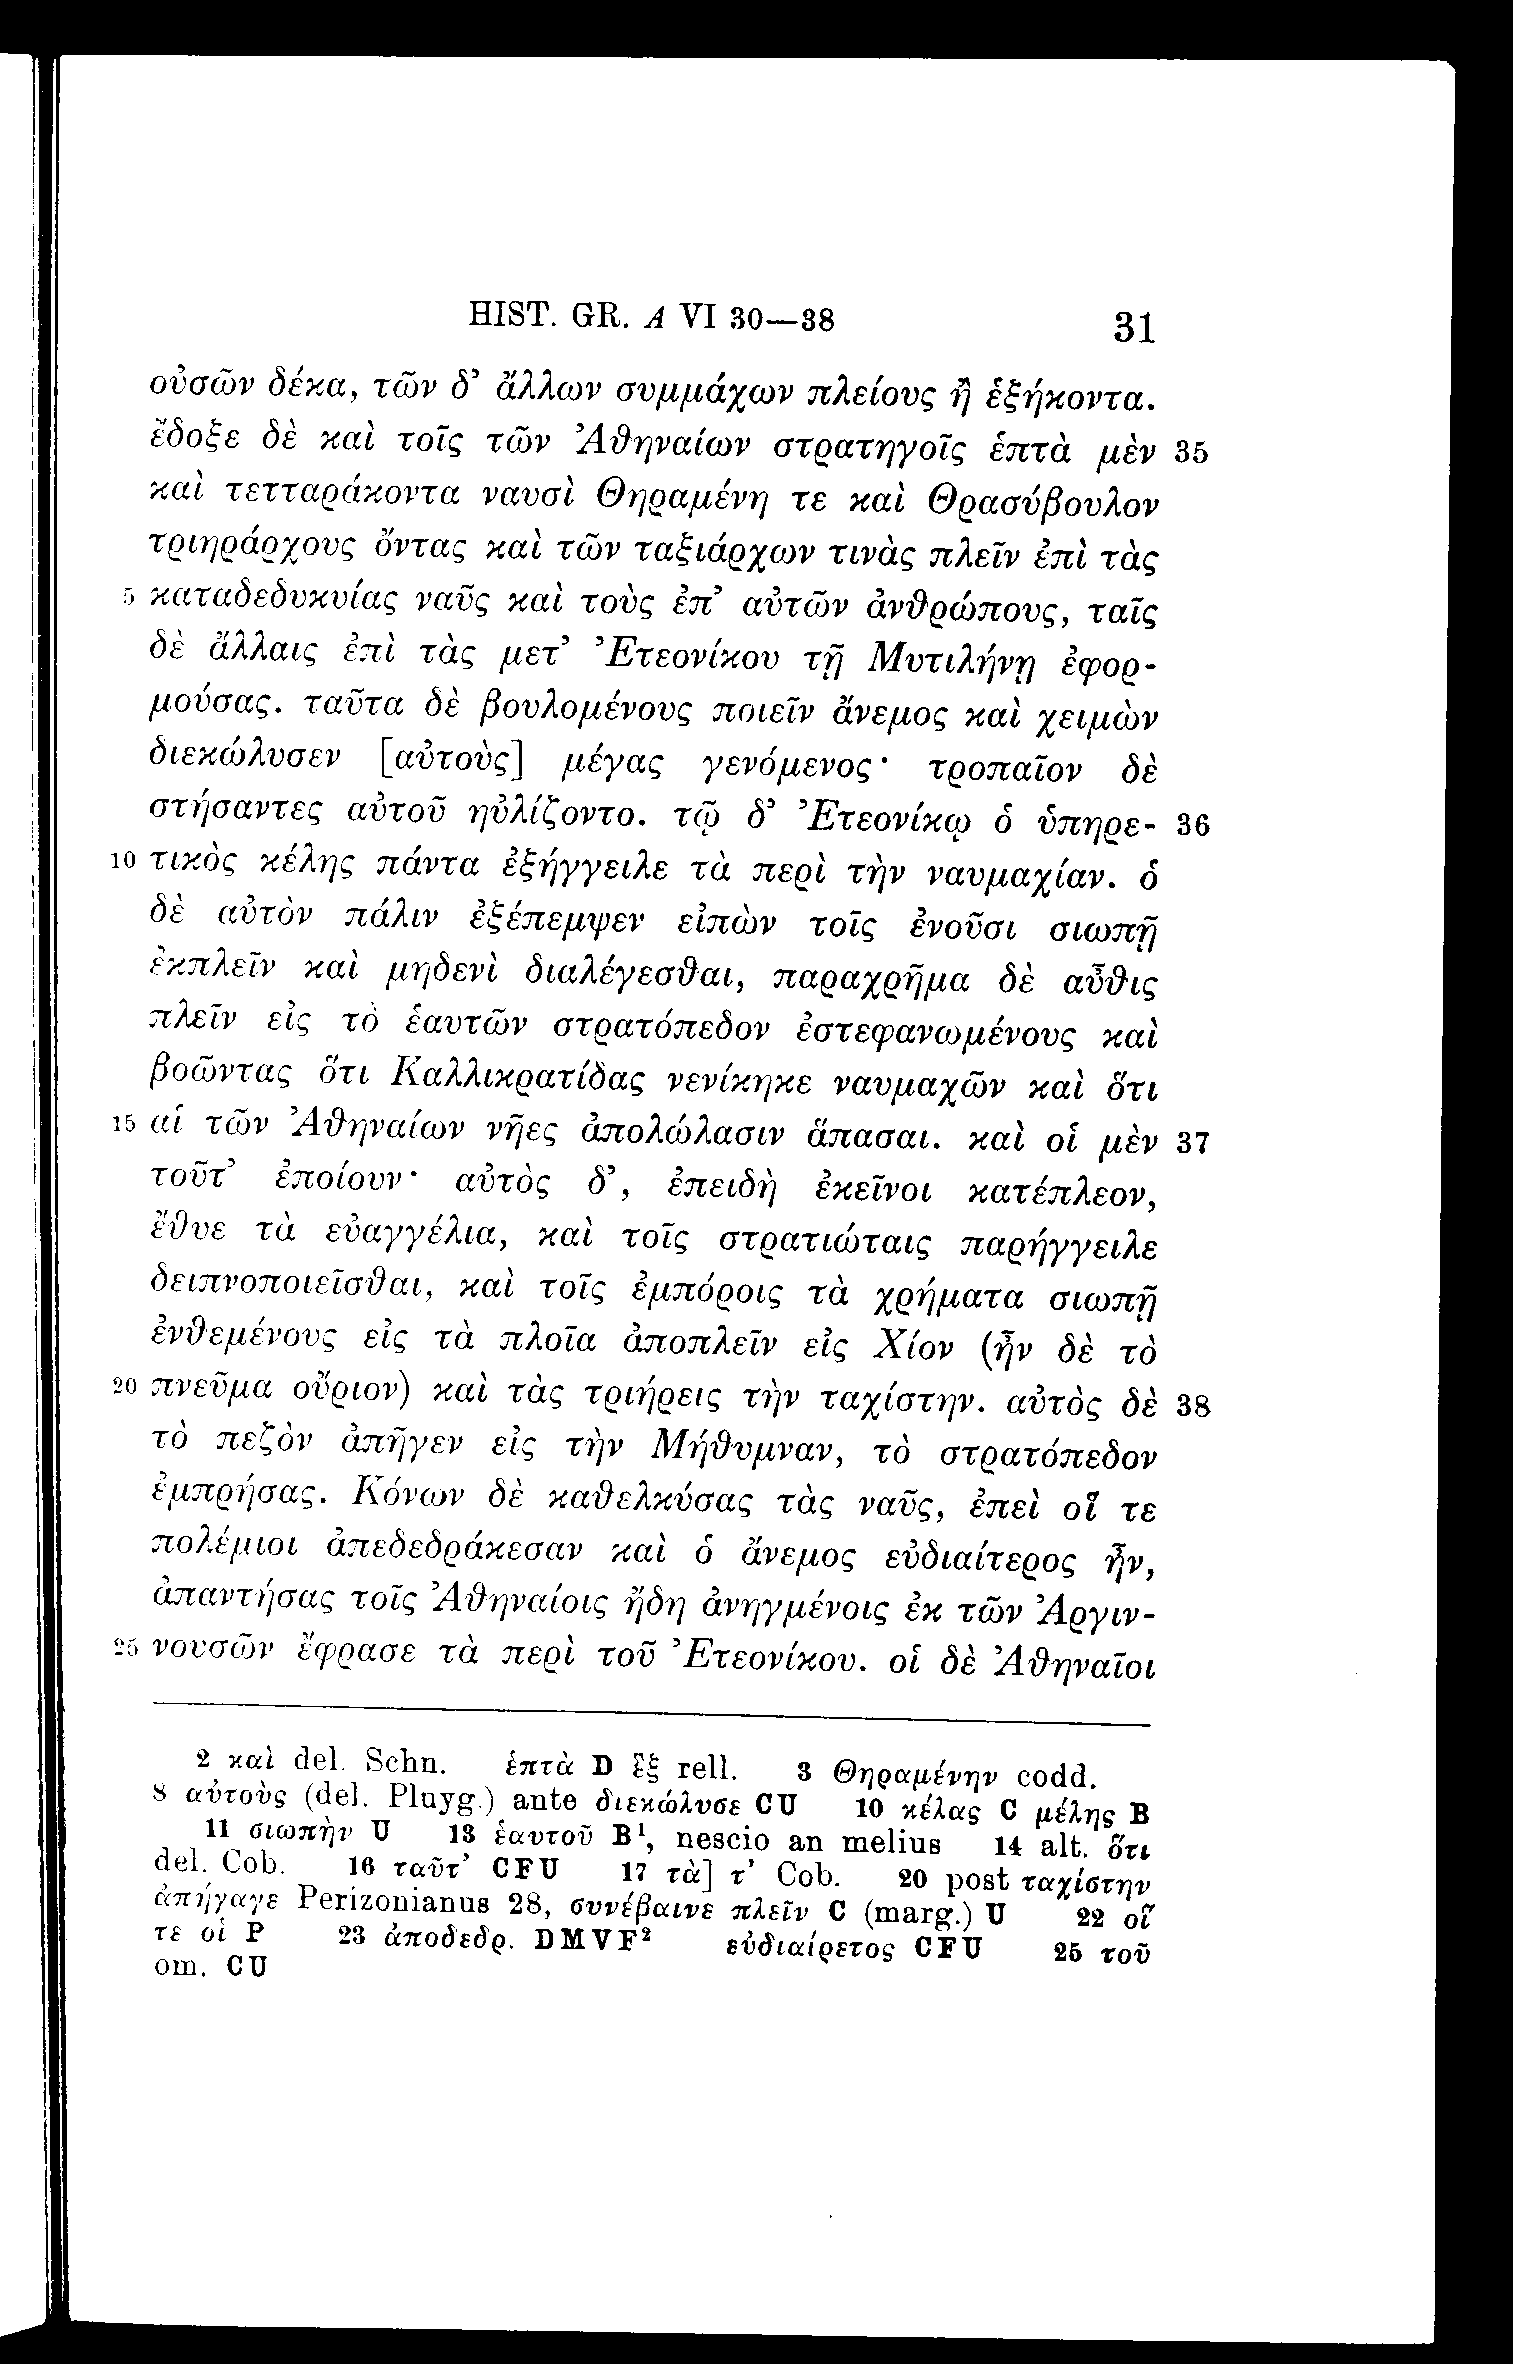 HIST. GR. A VI 30—38 31
οὐσῶν δέκα, τῶν δ’ ἄλλων συμμάχων πλείους ἢ ἑξήκοντα.
ἔδοξε δὲ καὶ τοῖς τῶν Ἀθηναίων στρατηγοῖς ἑπτὰ μὲν 35
καὶ τετταράκοντα ναυσὶ Θηραμένη τε καὶ Θρασύβουλον
τριηράρχους ὄντας καὶ τῶν ταξιάρχων τινὰς πλεῖν ἐπὶ τὰς
5 καταδεδυκυίας ναῦς καὶ τοὺς ἐπ’ αὐτῶν ἀνθρώπους, ταῖς
δὲ ἄλλαις ἐπὶ τὰς μετ’ Ἐτεονίκου τῇ Μυτιλήνῃ ἐφορ-
μούσας. ταῦτα δὲ βουλομένους ποιεῖν ἄνεμος καὶ χειμὼν
διεκώλυσεν [αὐτοὺς] μέγας γενόμενος· τροπαῖον δὲ
στήσαντες αὐτοῦ ηὐλίζοντο. τῷ δ’ Ἐτεονίκῳ ὁ ὑπηρε- 36
10 τικὸς κέλης πάντα ἐξήγγειλε τὰ περὶ τὴν ναυμαχίαν. ὁ
δὲ αὐτὸν πάλιν ἐξέπεμψεν εἰπὼν τοῖς ἐνοῦσι σιωπῇ
ἐκπλεῖν καὶ μηδενὶ διαλέγεσθαι, παραχρῆμα δὲ αὖθις
πλεῖν εἰς τὸ ἑαυτῶν στρατόπεδον ἐστεφανωμένους καὶ
βοῶντας ὅτι Καλλικρατίδας νενίκηκε ναυμαχῶν καὶ ὅτι
15 αἱ τῶν Ἀθηναίων νῆες ἀπολώλασιν ἅπασαι. καὶ οἱ μὲν 37
τοῦτ’ ἐποίουν· αὐτὸς δ’, ἐπειδὴ ἐκεῖνοι κατέπλεον,
ἔθυε τὰ εὐαγγέλια, καὶ τοῖς στρατιώταις παρήγγειλε
δειπνοποιεῖσθαι, καὶ τοῖς ἐμπόροις τὰ χρήματα σιωπῇ
ἐνθεμένους εἰς τὰ πλοῖα ἀποπλεῖν εἰς Χίον (ἦν δὲ τὸ
20 πνεῦμα οὔριον) καὶ τὰς τριήρεις τὴν ταχίστην. αὐτὸς δὲ 38
τὸ πεζὸν ἀπῆγεν εἰς τὴν Μήθυμναν, τὸ στρατόπεδον
ἐμπρήσας. Κόνων δὲ καθελκύσας τὰς ναῦς, ἐπεὶ οἵ τε
πολέμιοι ἀπεδεδράκεσαν καὶ ὁ ἄνεμος εὐδιαίτερος ἦν,
ἀπαντήσας τοῖς Ἀθηναίοις ἤδη ἀνηγμένοις ἐκ τῶν Ἀργιν-
25 νουσῶν ἔφρασε τὰ περὶ τοῦ Ἐτεονίκου. οἱ δὲ Ἀθηναῖοι
2 καὶ del. Schn. ἑπτὰ D ἓξ rell. 3 Θηραμένην codd.
8 αὐτοὺς (del. Pluyg.) ante διεκώλυσε CU 10 κέλας C μέλης B
11 σιωπὴν U 13 ἑαυτοῦ B¹, nescio an melius 14 alt. ὅτι
del. Cob. 16 ταῦτ’ CFU 17 τὰ] τ’ Cob. 20 post ταχίστην
ἀπήγαγε Perizonianus 28, συνέβαινε πλεῖν C (marg.) U 22 οἵ
τε οἱ P 23 ἀποδεδρ. DMVF² εὐδιαίρετος CFU 25 τοῦ
om. CU